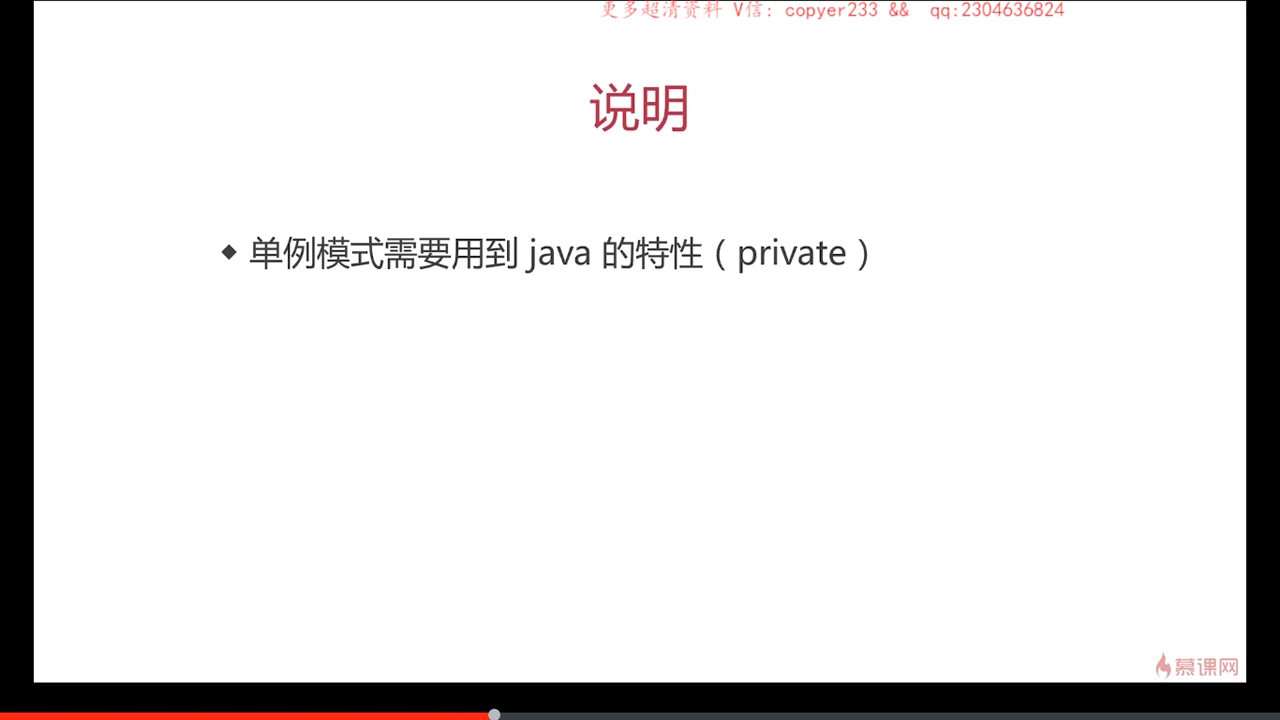 更多超清资料 V信: copyer233 && qq:2304636824
说明
◆ 单例模式需要用到 java 的特性（private）
慕课网